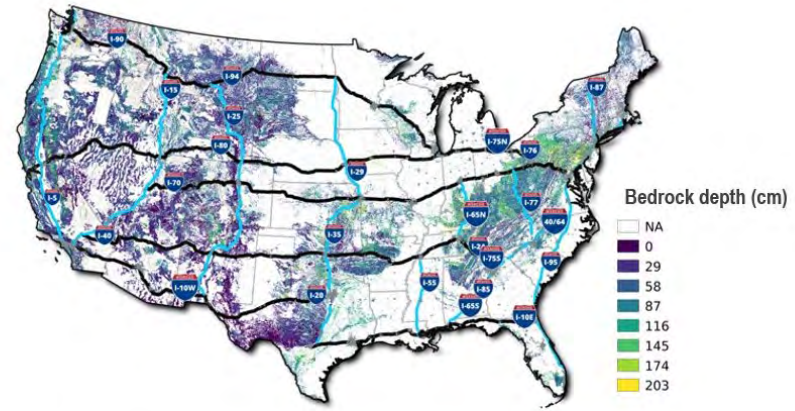 I-90
I-94
I-15
I-87
I-25
I-80
I-75N
I-76
I-29
I-70
I-5
I-77
I-65N
40/64
I-40
I-35
I-75S
I-95
I-10W
I-20
I-55
I-85
I-65S
I-10E
Bedrock depth (cm)
NA
0
29
58
87
116
145
174
203